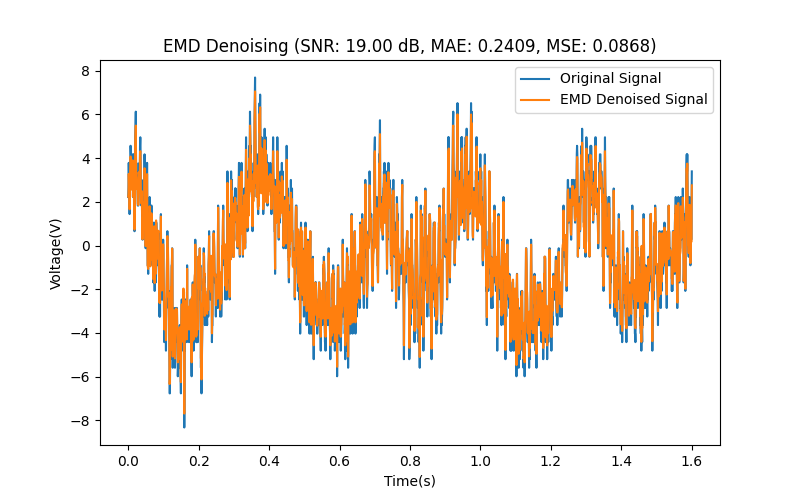 EMD Denoising (SNR: 19.00 dB, MAE: 0.2409, MSE: 0.0868)
Original Signal
EMD Denoised Signal
8
6
4
2
0
−2
−4
−6
−8
Voltage(V)
0.0 0.2 0.4 0.6 0.8 1.0 1.2 1.4 1.6
Time(s)